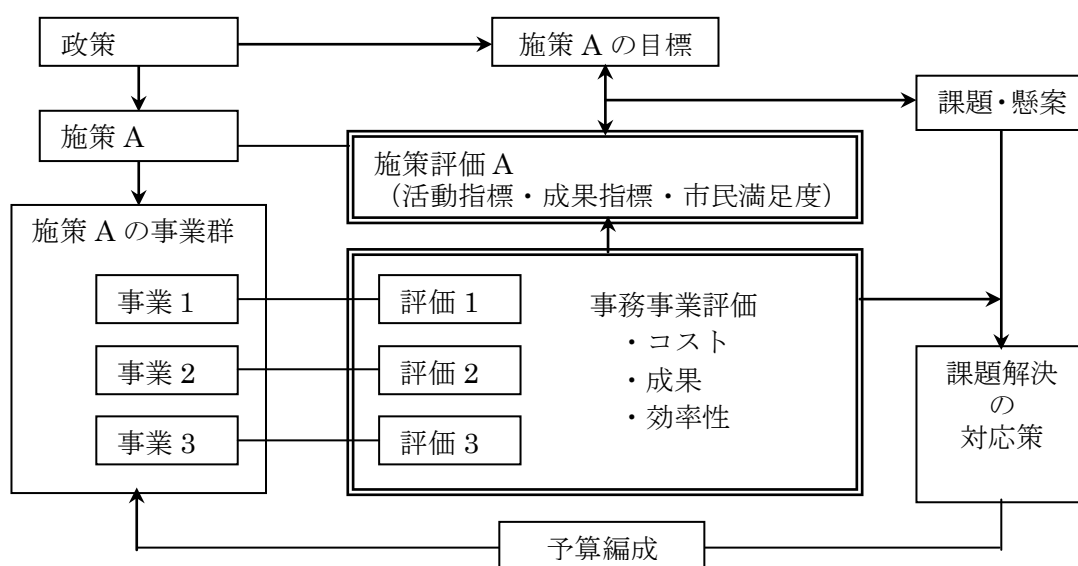 政策
施策 A の目標
課題・懸案
施策 A
施策評価 A
（活動指標・成果指標・市民満足度）
施策 A の事業群
事業 1
評価 1
事業 2
評価 2
事業 3
評価 3
事務事業評価
・コスト
・成果
・効率性
課題解決
の
対応策
予算編成